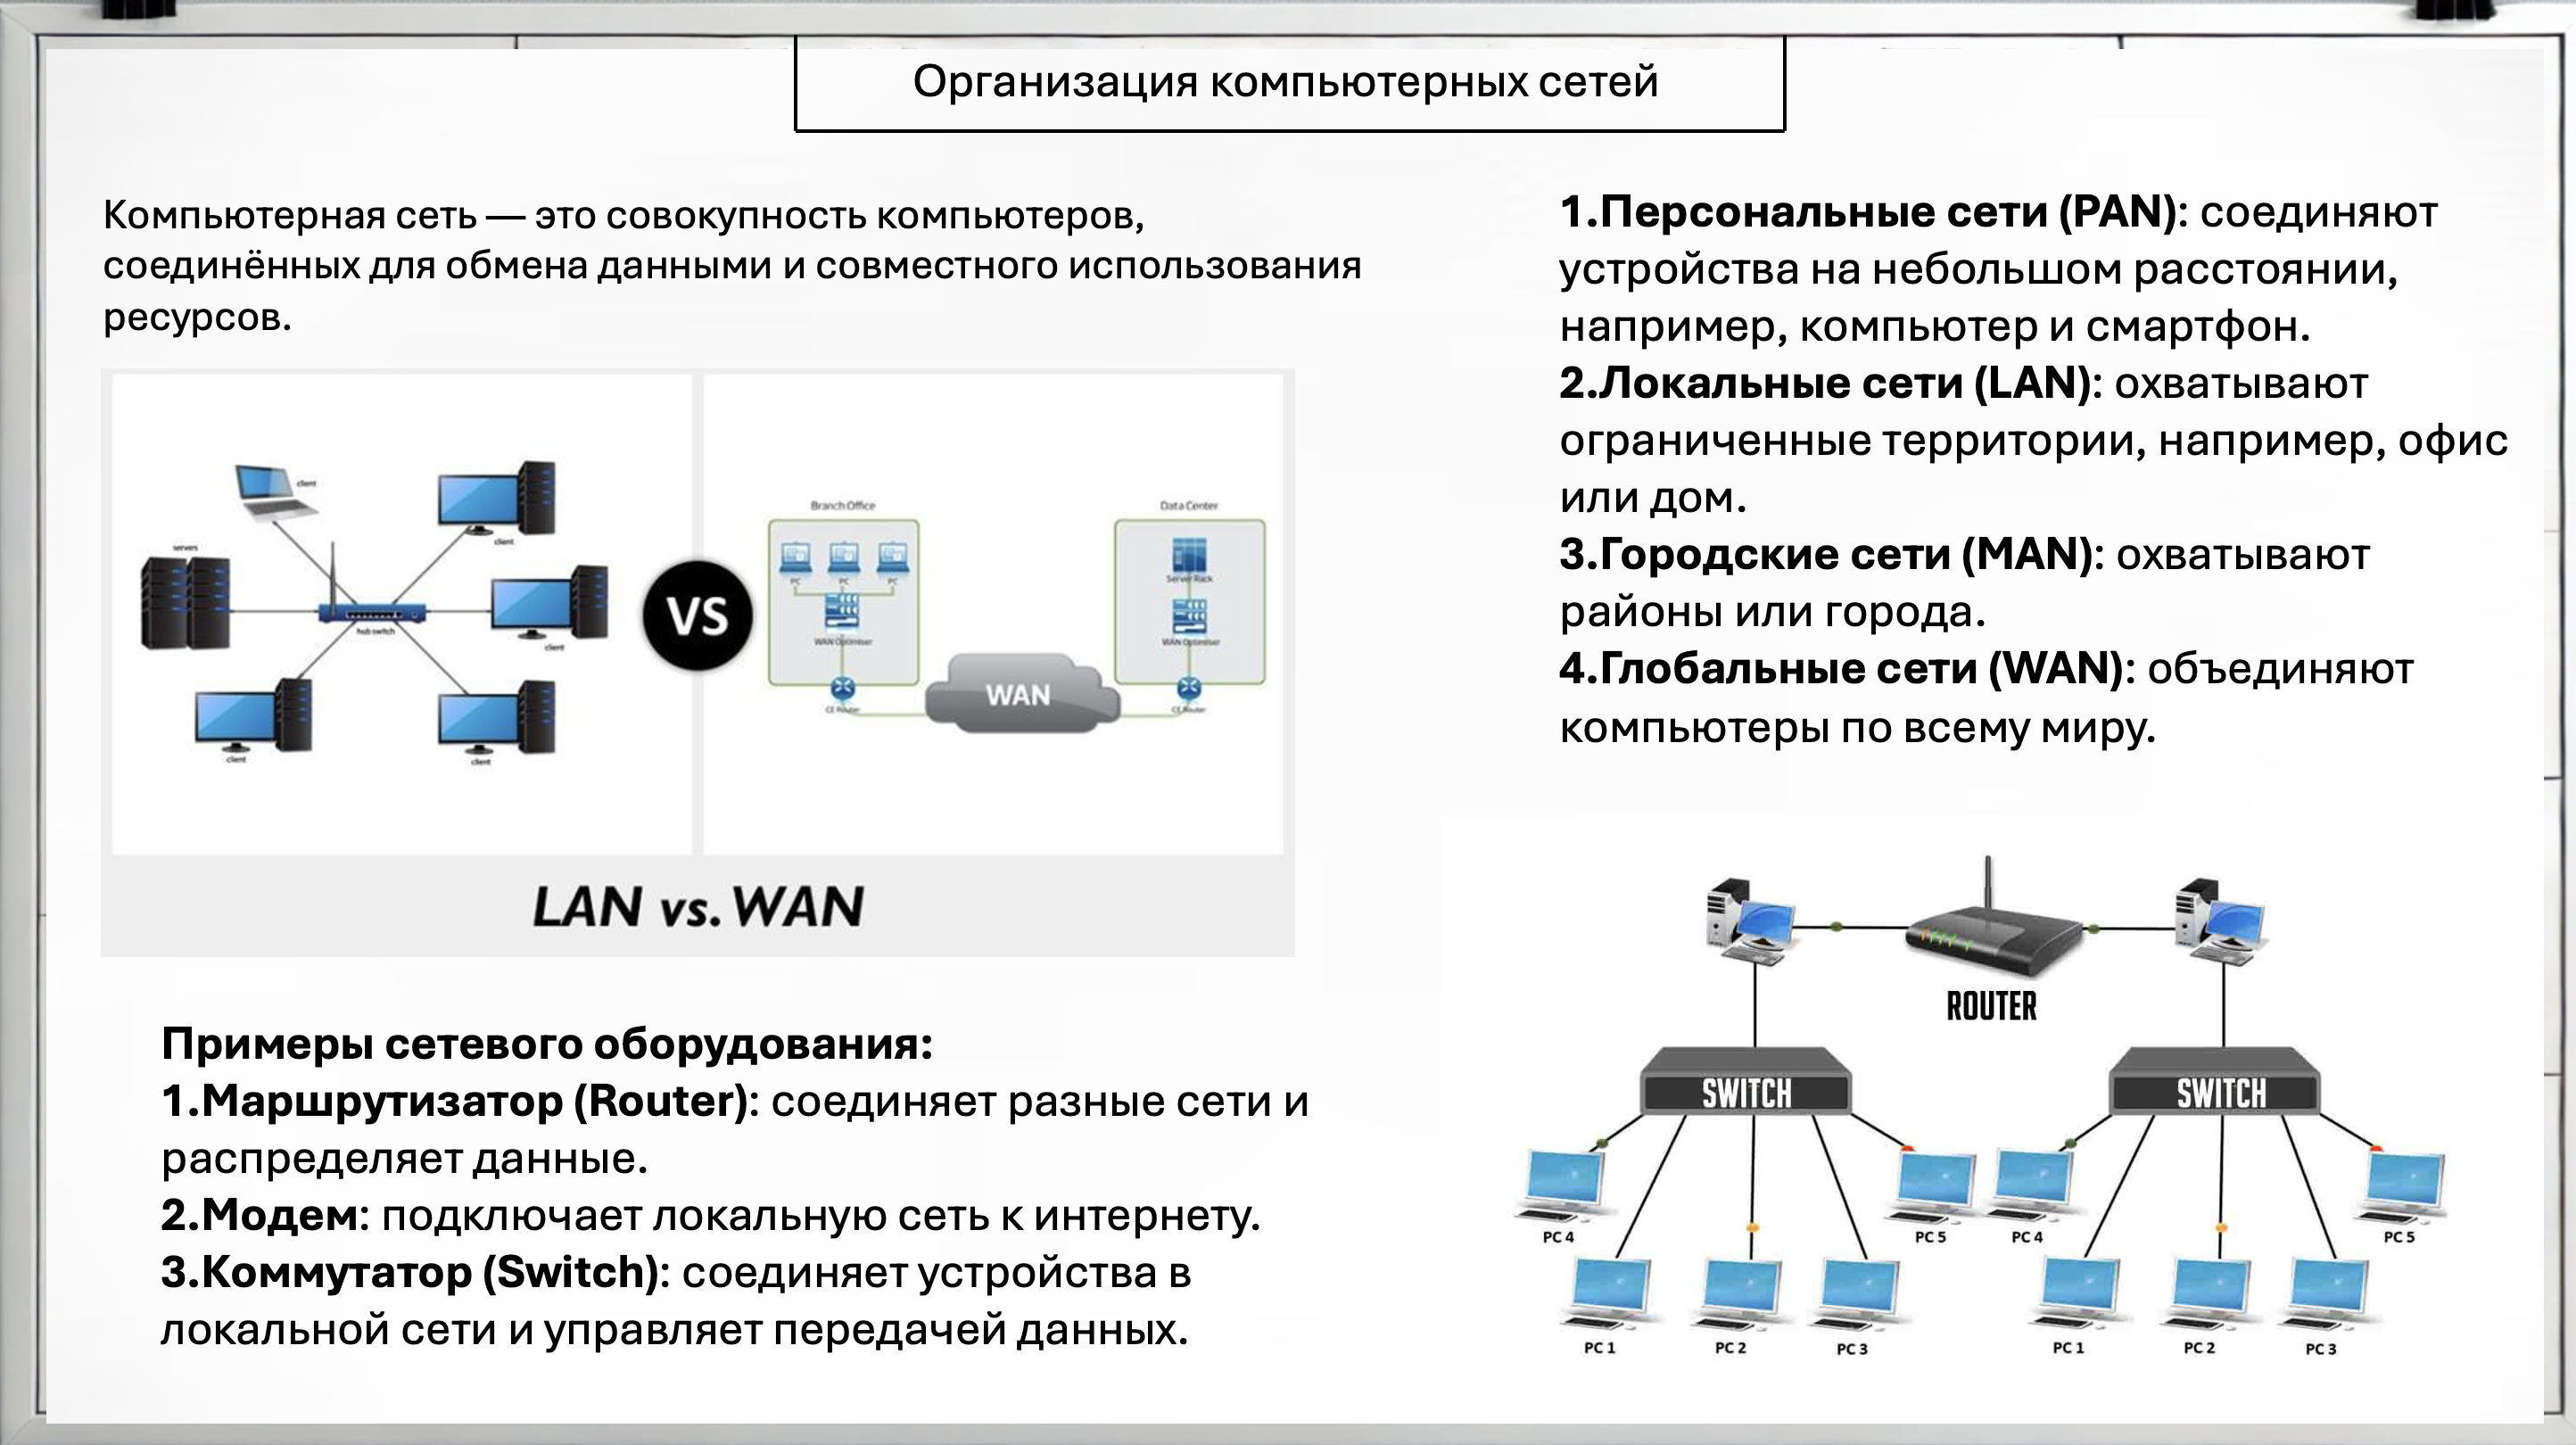 Организация компьютерных сетей
Компьютерная сеть — это совокупность компьютеров,
соединённых для обмена данными и совместного использования
ресурсов.
client
client
servers
hub switch
client
client
client
VS
Branch Office
PC PC PC
WAN Optimiser
CE Router
WAN
Data Center
Server Rack
WAN Optimiser
CE Router
LAN vs. WAN
Примеры сетевого оборудования:
1.Маршрутизатор (Router): соединяет разные сети и
распределяет данные.
2.Модем: подключает локальную сеть к интернету.
3.Коммутатор (Switch): соединяет устройства в
локальной сети и управляет передачей данных.
1.Персональные сети (PAN): соединяют
устройства на небольшом расстоянии,
например, компьютер и смартфон.
2.Локальные сети (LAN): охватывают
ограниченные территории, например, офис
или дом.
3.Городские сети (MAN): охватывают
районы или города.
4.Глобальные сети (WAN): объединяют
компьютеры по всему миру.
ROUTER
SWITCH SWITCH
PC 4 PC 5 PC 4 PC 5
PC 1 PC 2 PC 3 PC 1 PC 2 PC 3